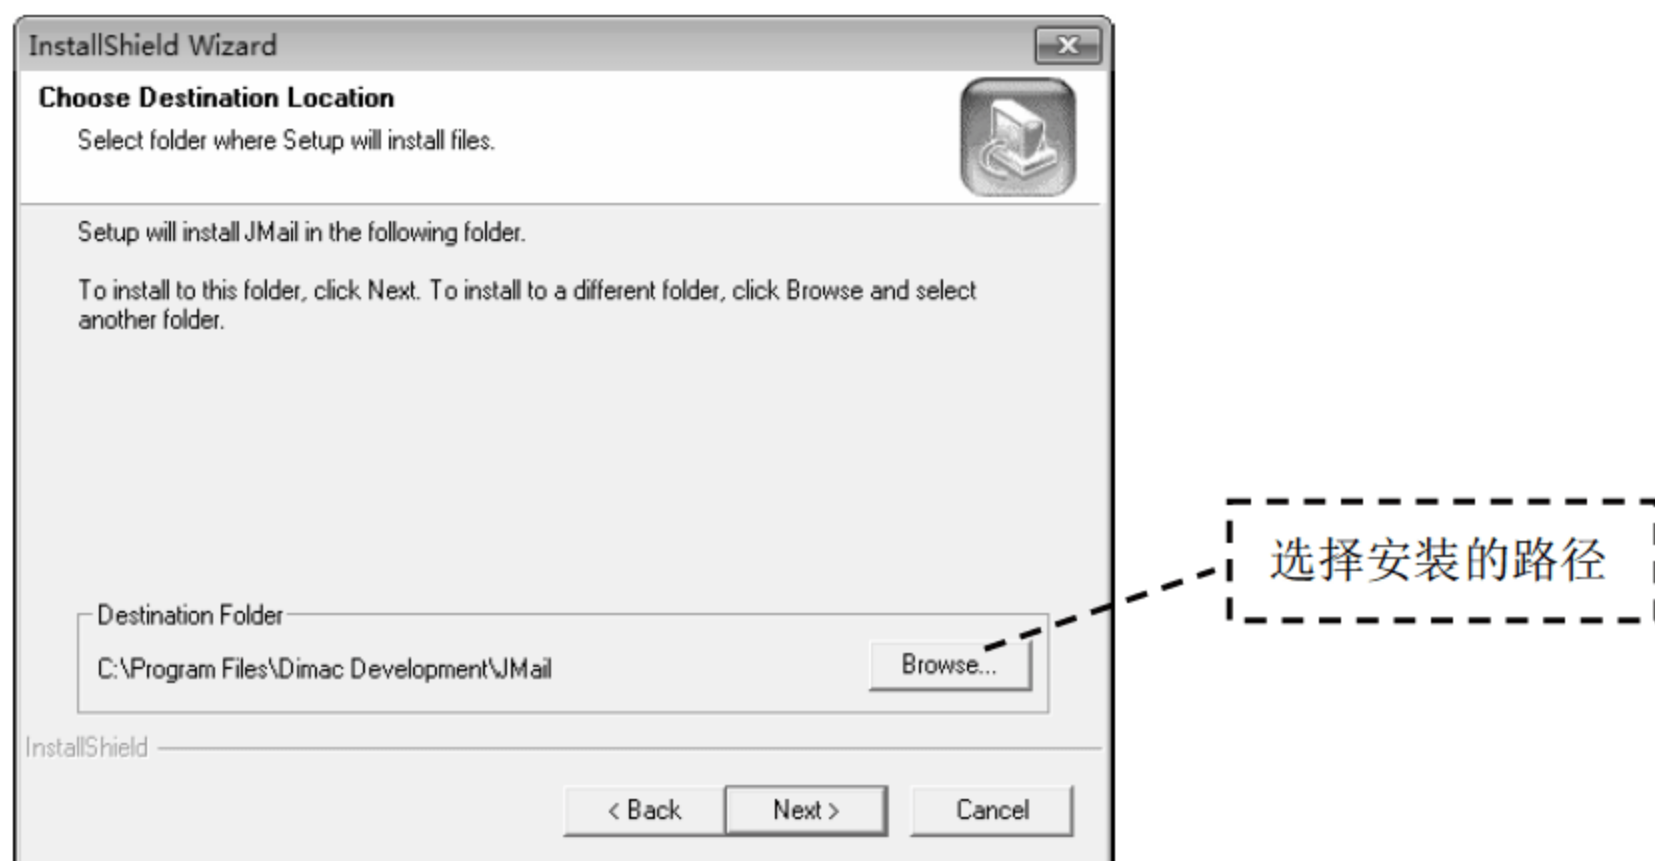 InstallShield Wizard
Choose Destination Location
Select folder where Setup will install files.
Setup will install JMail in the following folder.
To install to this folder, click Next. To install to a different folder, click Browse and select
another folder.
选择安装的路径
Destination Folder
C:\Program Files\Dimac Development\JMail
Browse...
InstallShield
< Back
Next >
Cancel